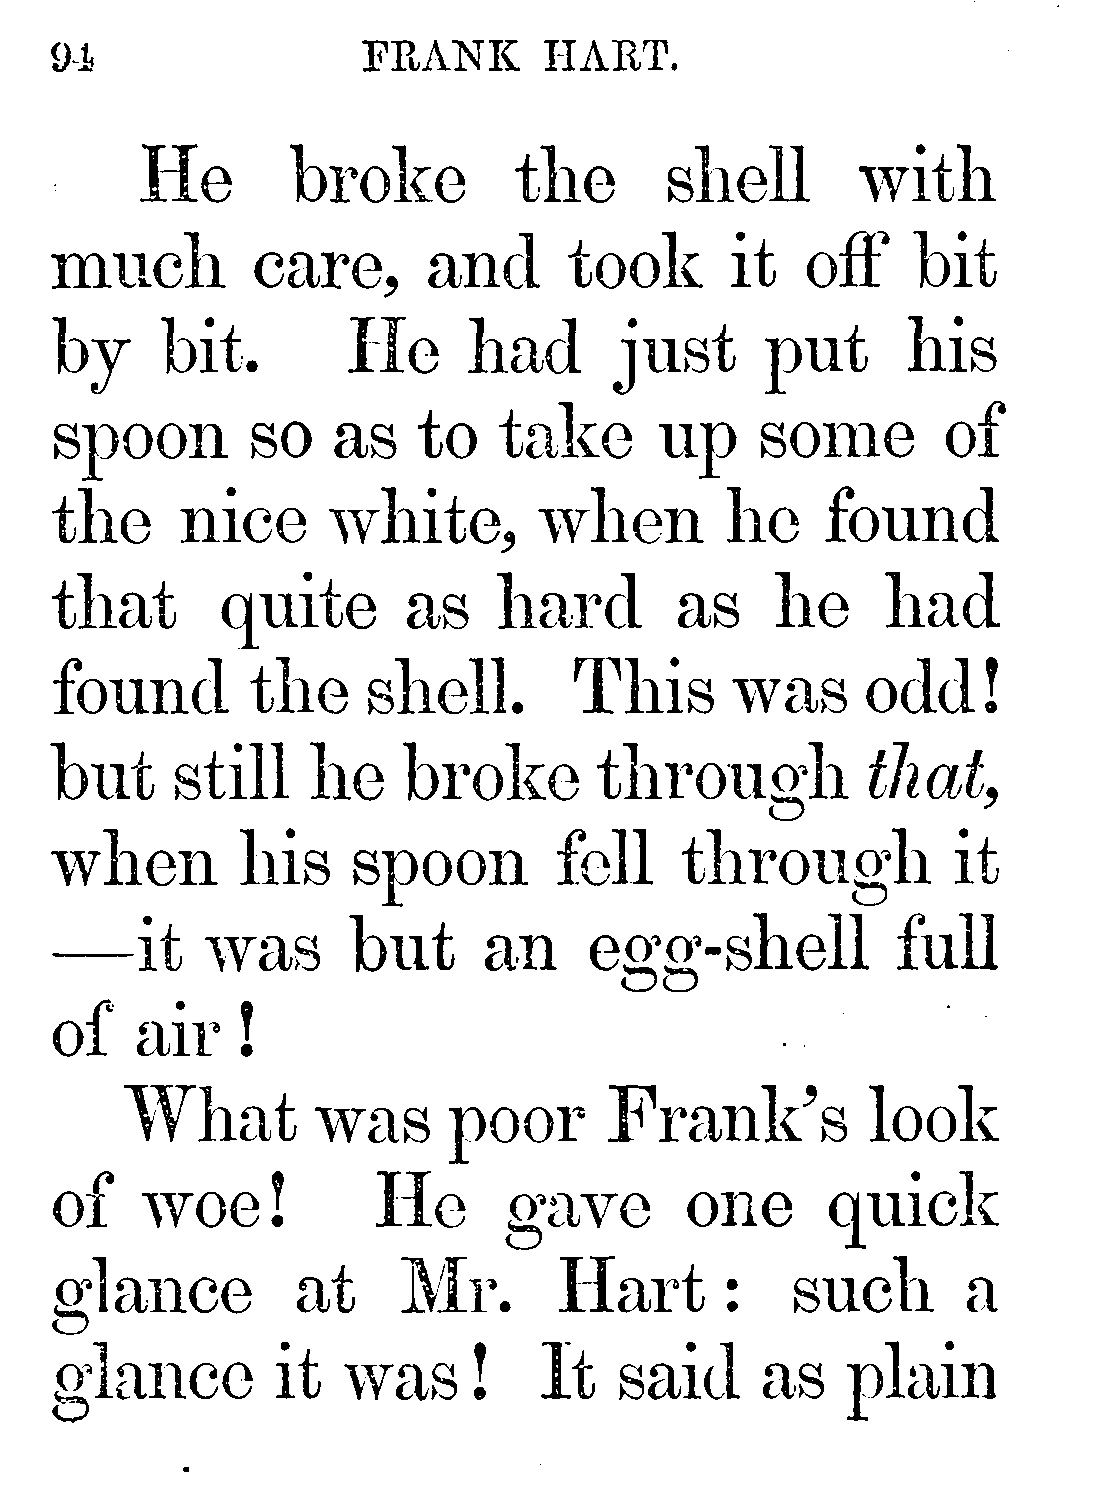 94 FRANK HART.
He broke the shell with
much care, and took it off bit
by bit. He had just put his
spoon so as to take up some of
the nice white, when he found
that quite as hard as he had
found the shell. This was odd!
but still he broke through that,
when his spoon fell through it
—it was but an egg-shell full
of air!
What was poor Frank's look
of woe! He gave one quick
glance at Mr. Hart: such a
glance it was! It said as plain